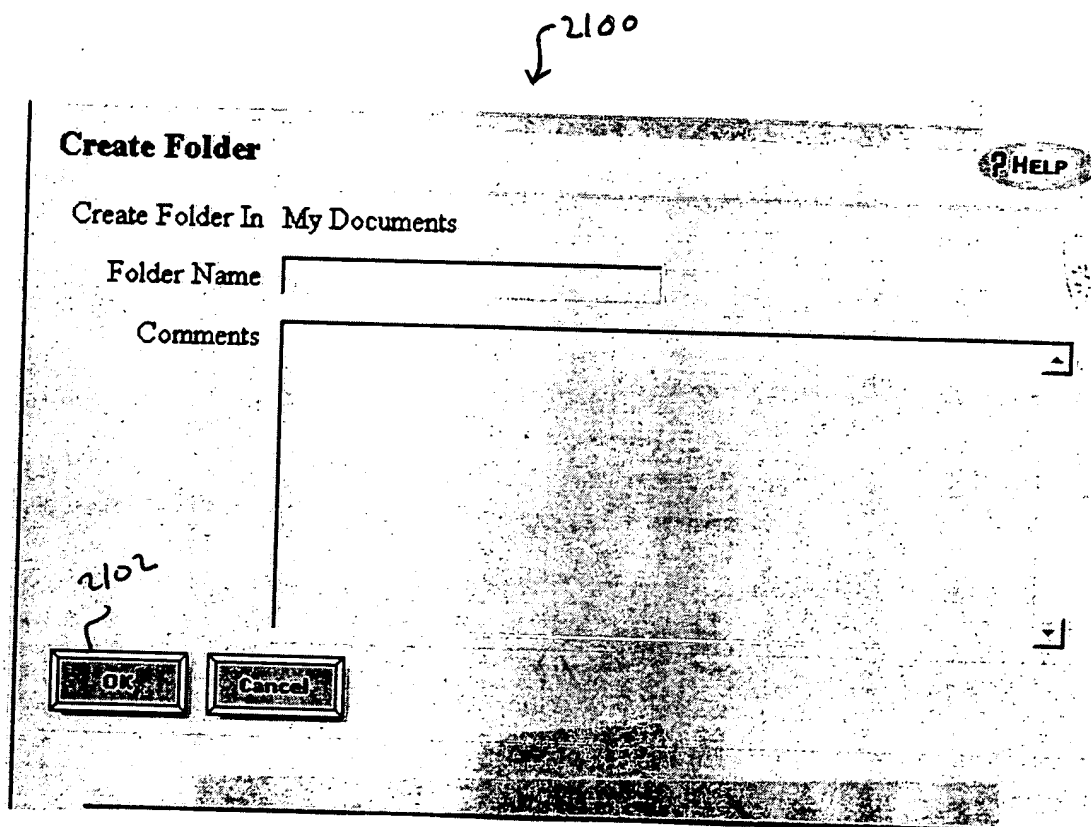 2100
Create Folder
? HELP
Create Folder In My Documents
Folder Name
Comments
2102
OK Cancel